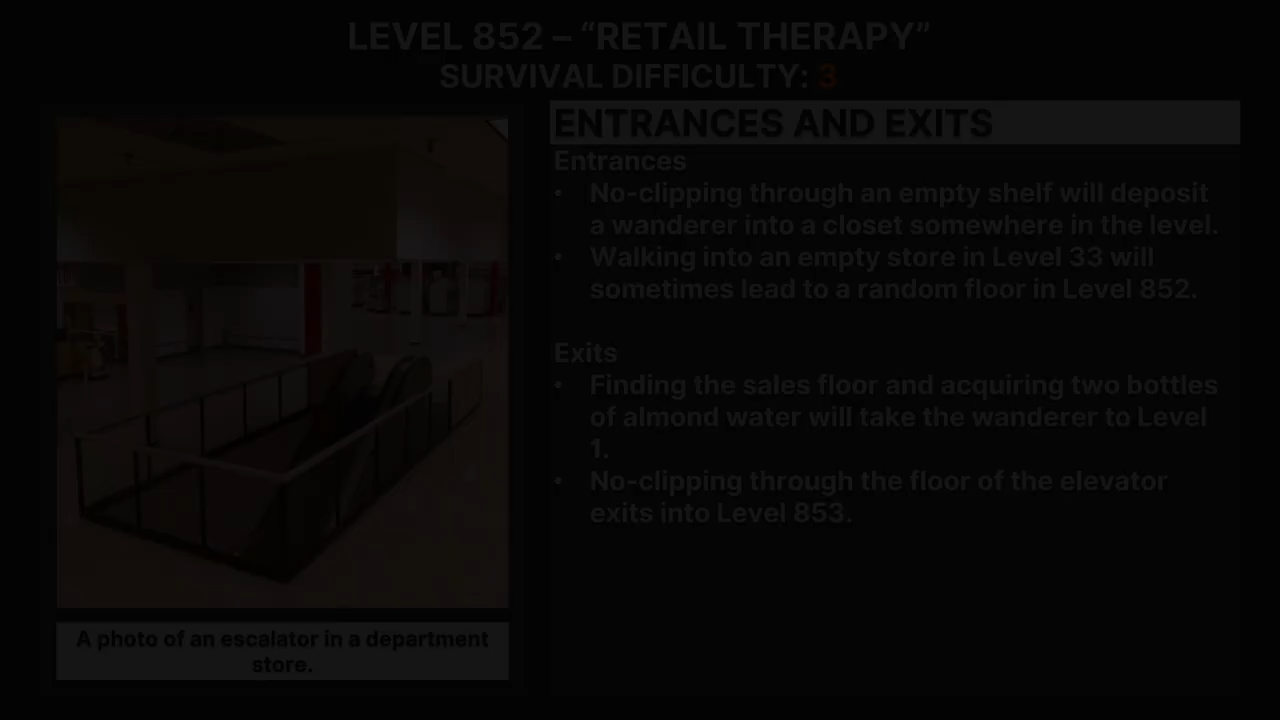 LEVEL 852 – “RETAIL THERAPY”
SURVIVAL DIFFICULTY: 3
ENTRANCES AND EXITS
Entrances
• No-clipping through an empty shelf will deposit
a wanderer into a closet somewhere in the level.
• Walking into an empty store in Level 33 will
sometimes lead to a random floor in Level 852.
Exits
• Finding the sales floor and acquiring two bottles
of almond water will take the wanderer to Level
1.
• No-clipping through the floor of the elevator
exits into Level 853.
A photo of an escalator in a department
store.